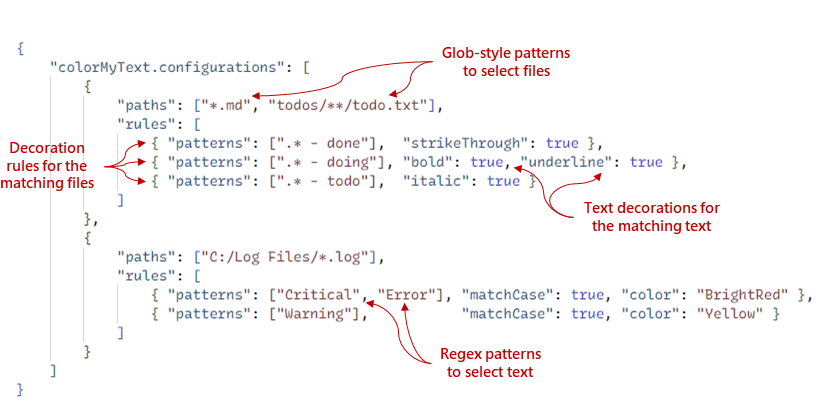 {
    "colorMyText.configurations": [
        {
            "paths": ["*.md", "todos/**/todo.txt"],
            "rules": [
                { "patterns": [".* - done"],  "strikeThrough": true },
                { "patterns": [".* - doing"], "bold": true, "underline": true },
                { "patterns": [".* - todo"],  "italic": true }
            ]
        },
        {
            "paths": ["C:/Log Files/*.log"],
            "rules": [
                { "patterns": ["Critical", "Error"], "matchCase": true, "color": "BrightRed" },
                { "patterns": ["Warning"],           "matchCase": true, "color": "Yellow" }
            ]
        }
    ]
}
Glob-style patterns
to select files
Decoration
rules for the
matching files
Text decorations for
the matching text
Regex patterns
to select text